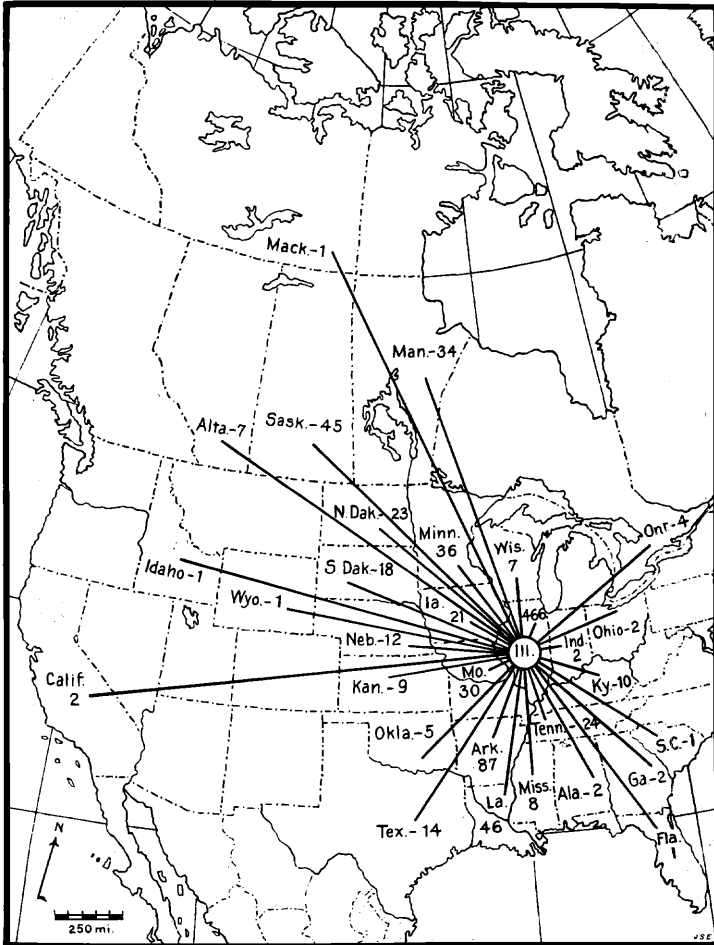 Mack.-1
Man.-34
Alta.-7
Sask.-45
N.Dak.-23
Minn.
36
Wis.
7
Ont.-4
Idaho-1
S Dak-18
Wyo.-1
Ia.
21
466
Neb.-12
Ill.
Ind.
2
Ohio-2
Calif.
2
Kan.-9
Mo.
30
Ky-10
Okla.-5
Ark.
87
Tenn.-24
S.C.-1
Tex.-14
La.
46
Miss.
8
Ala.-2
Ga-2
Fla.
1
N
250 mi.
JSE